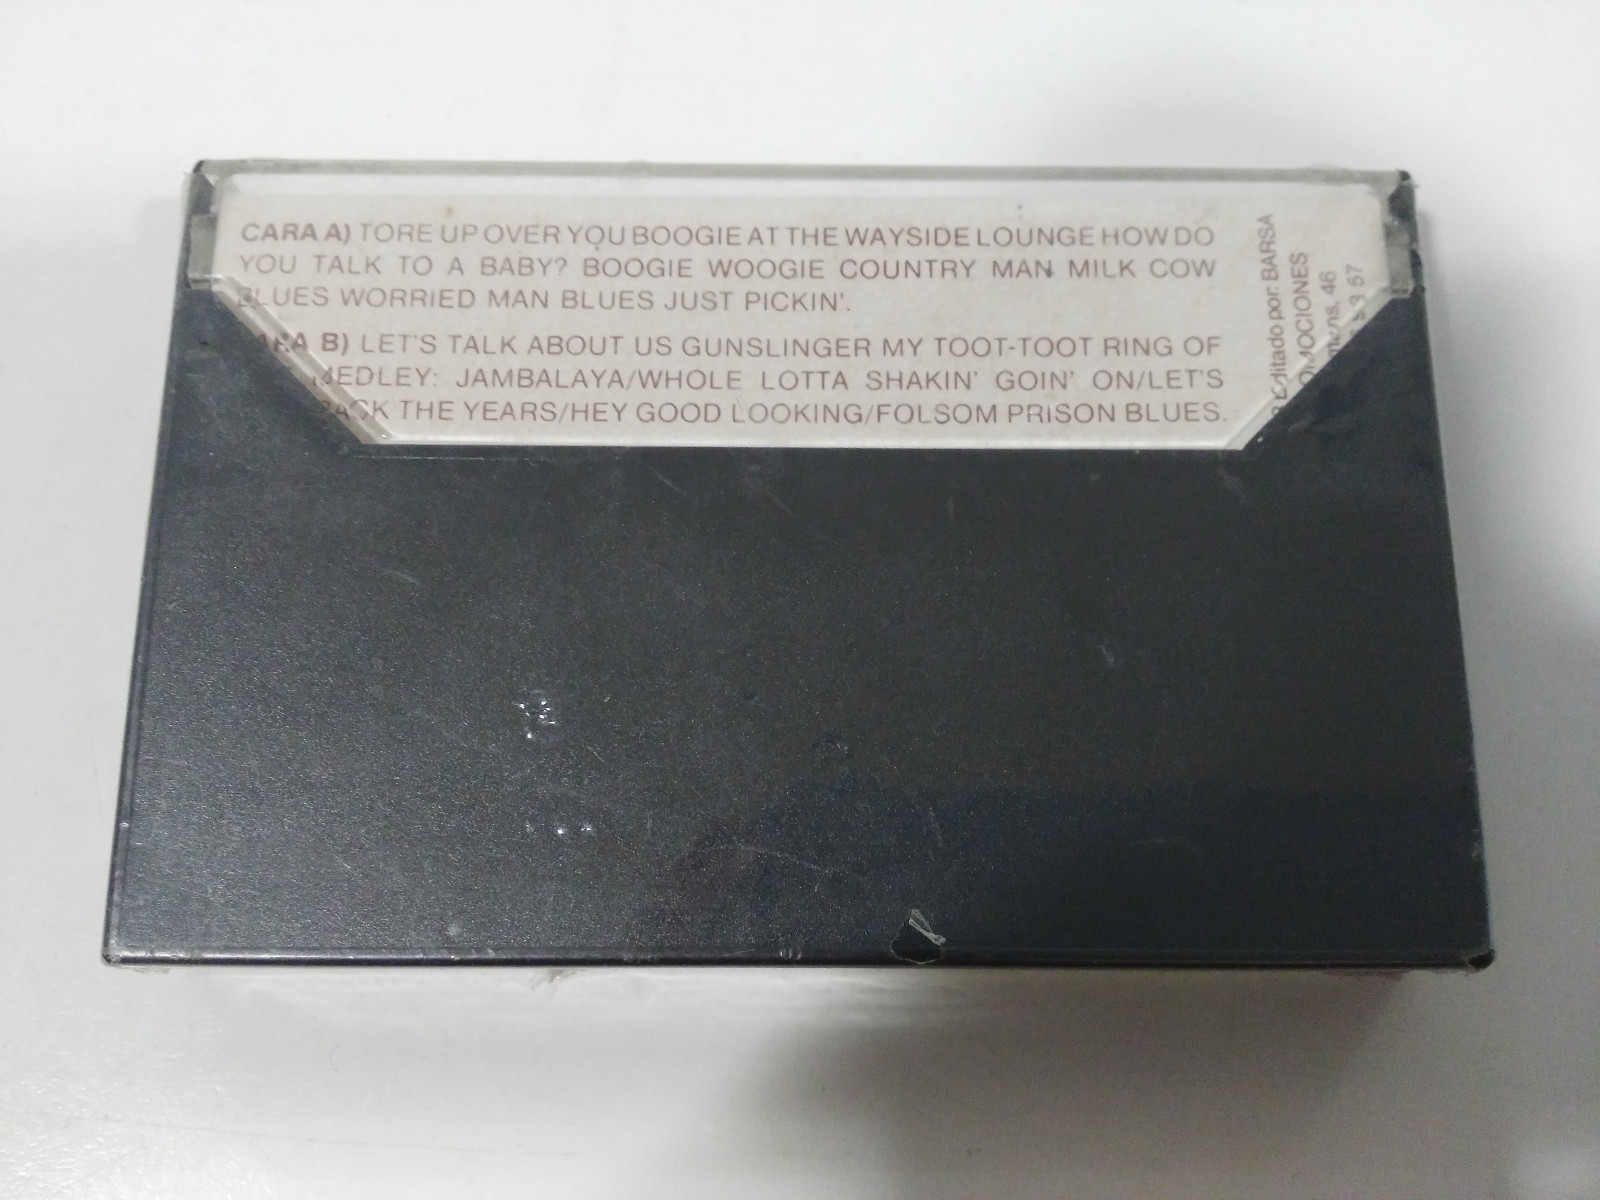 CARA A) TORE UP OVER YOU BOOGIE AT THE WAYSIDE LOUNGE HOW DO
YOU TALK TO A BABY? BOOGIE WOOGIE COUNTRY MAN MILK COW
BLUES WORRIED MAN BLUES JUST PICKIN'.
B) LET'S TALK ABOUT US GUNSLINGER MY TOOT-TOOT RING OF
MEDLEY: JAMBALAYA/WHOLE LOTTA SHAKIN' GOIN' ON/LET'S
THE YEARS/HEY GOOD LOOKING/FOLSOM PRISON BLUES.
Editado por: BARSA
46
57